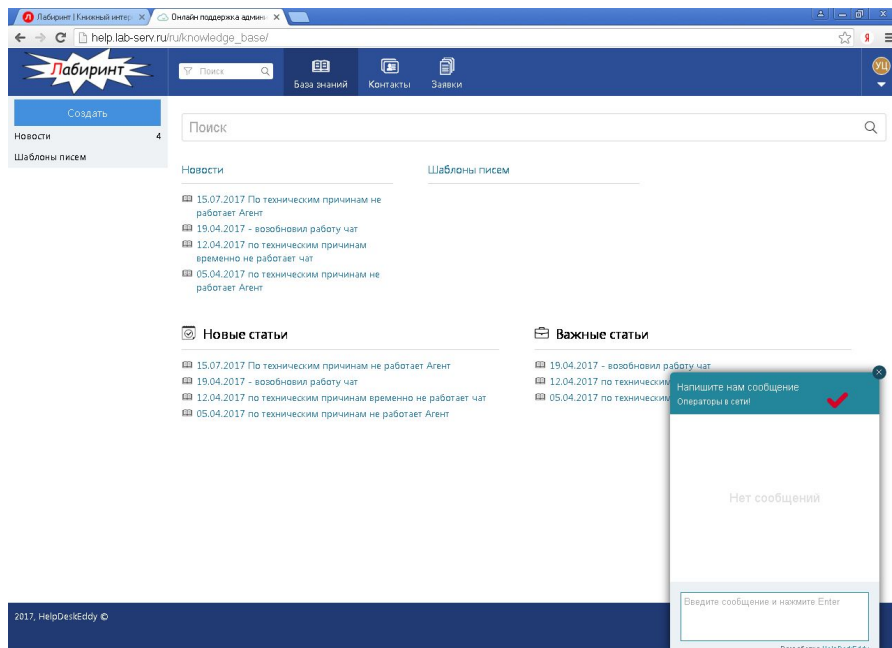 Лабиринт | Книжный интер
Онлайн поддержка админи
help.lab-serv.ru/ru/knowledge_base/
Лабиринт
Поиск
База знаний
Контакты
Заявки
УЦ
Создать
Новости 4
Шаблоны писем
Поиск
Новости
Шаблоны писем
15.07.2017 По техническим причинам не
работает Агент
19.04.2017 - возобновил работу чат
12.04.2017 по техническим причинам
временно не работает чат
05.04.2017 по техническим причинам не
работает Агент
Новые статьи
15.07.2017 По техническим причинам не работает Агент
19.04.2017 - возобновил работу чат
12.04.2017 по техническим причинам временно не работает чат
05.04.2017 по техническим причинам не работает Агент
Важные статьи
19.04.2017 - возобновил работу чат
12.04.2017 по техническим
05.04.2017 по техническим
Напишите нам сообщение
Операторы в сети!
Нет сообщений
Введите сообщение и нажмите Enter
2017, HelpDeskEddy ©